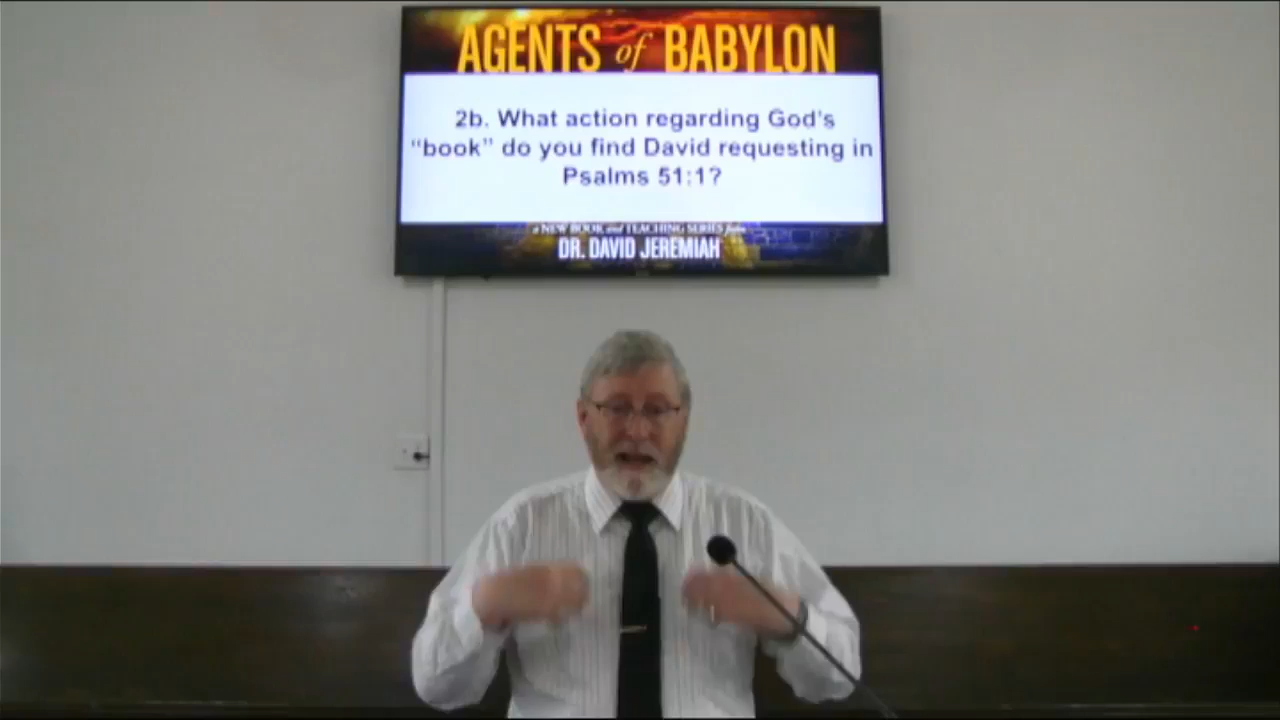 AGENTS of BABYLON
2b. What action regarding God's
“book” do you find David requesting in
Psalms 51:1?
a NEW BOOK and TEACHING SERIES from
DR. DAVID JEREMIAH